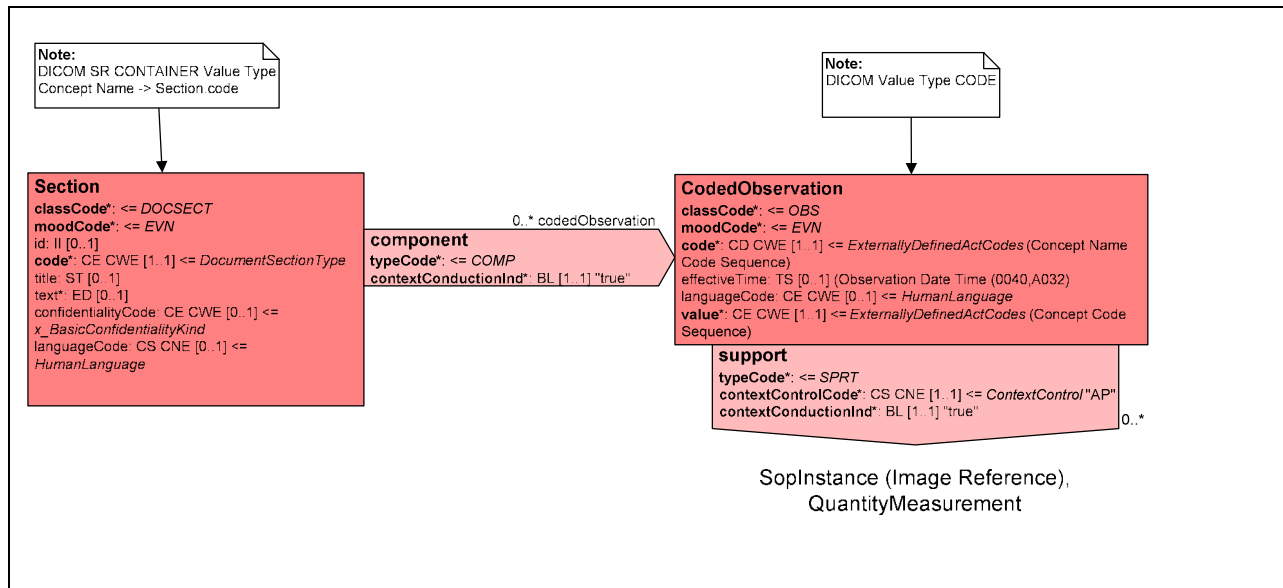 Note:
DICOM SR CONTAINER Value Type
Concept Name -> Section.code
Note:
DICOM Value Type CODE
Section
classCode*: <= DOCSECT
moodCode*: <= EVN
id: II [0..1]
code*: CE CWE [1..1] <= DocumentSectionType
title: ST [0..1]
text*: ED [0..1]
confidentialityCode: CE CWE [0..1] <=
x_BasicConfidentialityKind
languageCode: CS CNE [0..1] <=
HumanLanguage
0..* codedObservation
component
typeCode*: <= COMP
contextConductionInd*: BL [1..1] "true"
CodedObservation
classCode*: <= OBS
moodCode*: <= EVN
code*: CD CWE [1..1] <= ExternallyDefinedActCodes (Concept Name
Code Sequence)
effectiveTime: TS [0..1] (Observation Date Time (0040,A032)
languageCode: CE CWE [0..1] <= HumanLanguage
value*: CE CWE [1..1] <= ExternallyDefinedActCodes (Concept Code
Sequence)
support
typeCode*: <= SPRT
contextControlCode*: CS CNE [1..1] <= ContextControl "AP"
contextConductionInd*: BL [1..1] "true"
0..*
SopInstance (Image Reference),
QuantityMeasurement